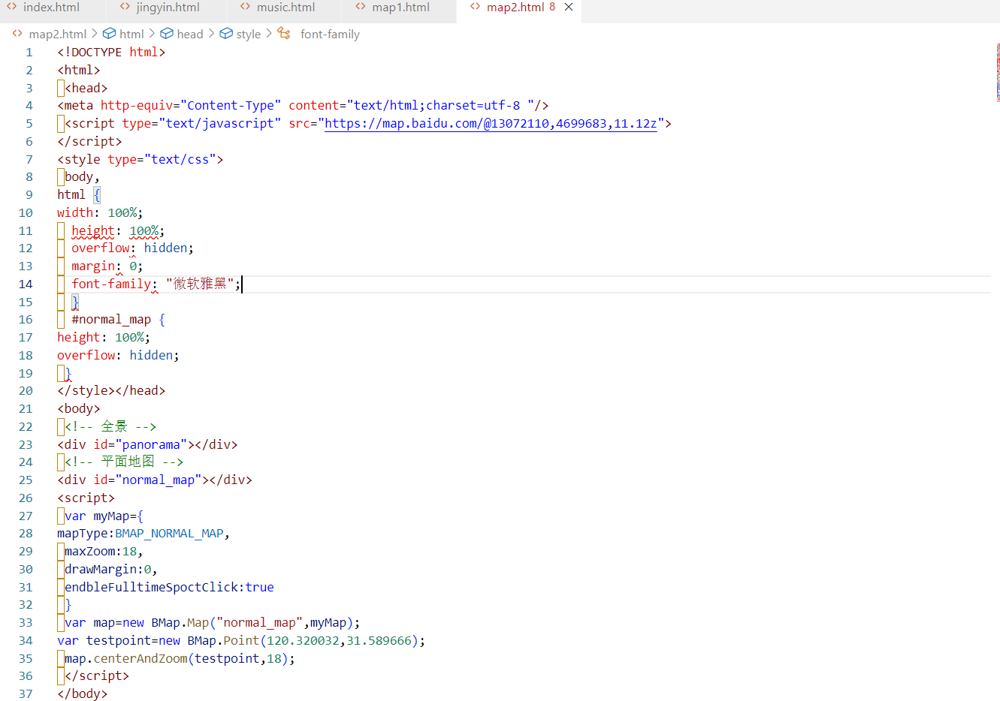 index.html jingyin.html music.html map1.html map2.html 8
map2.html html head style font-family
1 <!DOCTYPE html>
2 <html>
3 <head>
4 <meta http-equiv="Content-Type" content="text/html;charset=utf-8 "/>
5 <script type="text/javascript" src="https://map.baidu.com/@13072110,4699683,11.12z">
6 </script>
7 <style type="text/css">
8 body,
9 html {
10 width: 100%;
11 height: 100%;
12 overflow: hidden;
13 margin: 0;
14 font-family: "微软雅黑";
15 }
16 #normal_map {
17 height: 100%;
18 overflow: hidden;
19 }
20 </style></head>
21 <body>
22 <!-- 全景 -->
23 <div id="panorama"></div>
24 <!-- 平面地图 -->
25 <div id="normal_map"></div>
26 <script>
27 var myMap={
28 mapType:BMAP_NORMAL_MAP,
29 maxZoom:18,
30 drawMargin:0,
31 endbleFulltimeSpoctClick:true
32 }
33 var map=new BMap.Map("normal_map",myMap);
34 var testpoint=new BMap.Point(120.320032,31.589666);
35 map.centerAndZoom(testpoint,18);
36 </script>
37 </body>